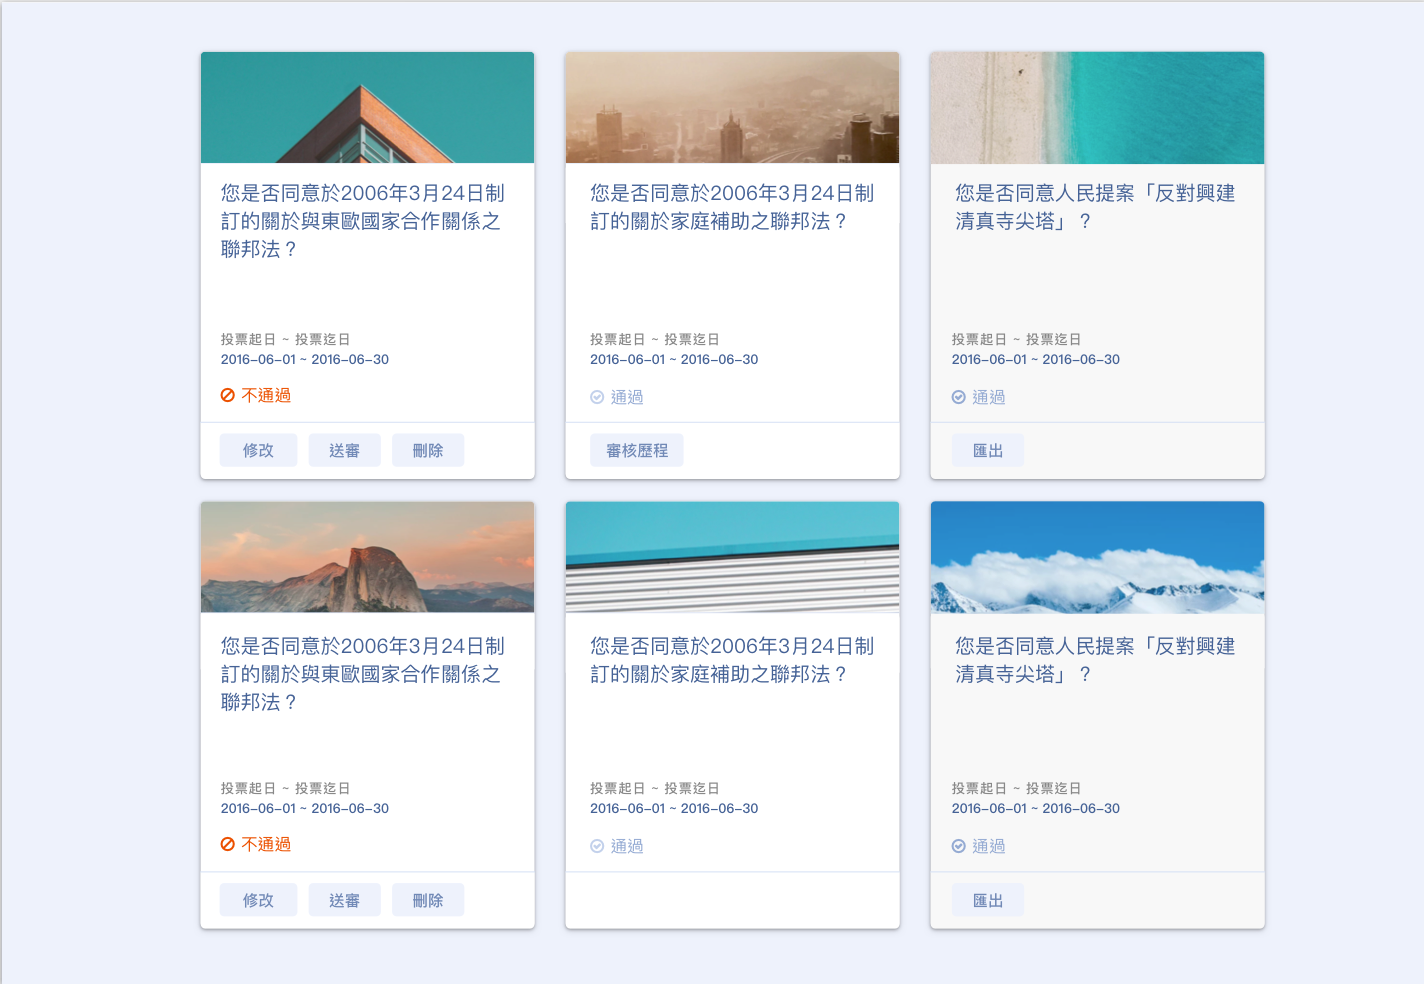 您是否同意於2006年3月24日制
訂的關於與東歐國家合作關係之
聯邦法？
投票起日 ~ 投票迄日
2016-06-01 ~ 2016-06-30
不通過
修改 送審 刪除
您是否同意於2006年3月24日制
訂的關於家庭補助之聯邦法？
投票起日 ~ 投票迄日
2016-06-01 ~ 2016-06-30
通過
審核歷程
您是否同意人民提案「反對興建
清真寺尖塔」？
投票起日 ~ 投票迄日
2016-06-01 ~ 2016-06-30
通過
匯出
您是否同意於2006年3月24日制
訂的關於與東歐國家合作關係之
聯邦法？
投票起日 ~ 投票迄日
2016-06-01 ~ 2016-06-30
不通過
修改 送審 刪除
您是否同意於2006年3月24日制
訂的關於家庭補助之聯邦法？
投票起日 ~ 投票迄日
2016-06-01 ~ 2016-06-30
通過
您是否同意人民提案「反對興建
清真寺尖塔」？
投票起日 ~ 投票迄日
2016-06-01 ~ 2016-06-30
通過
匯出